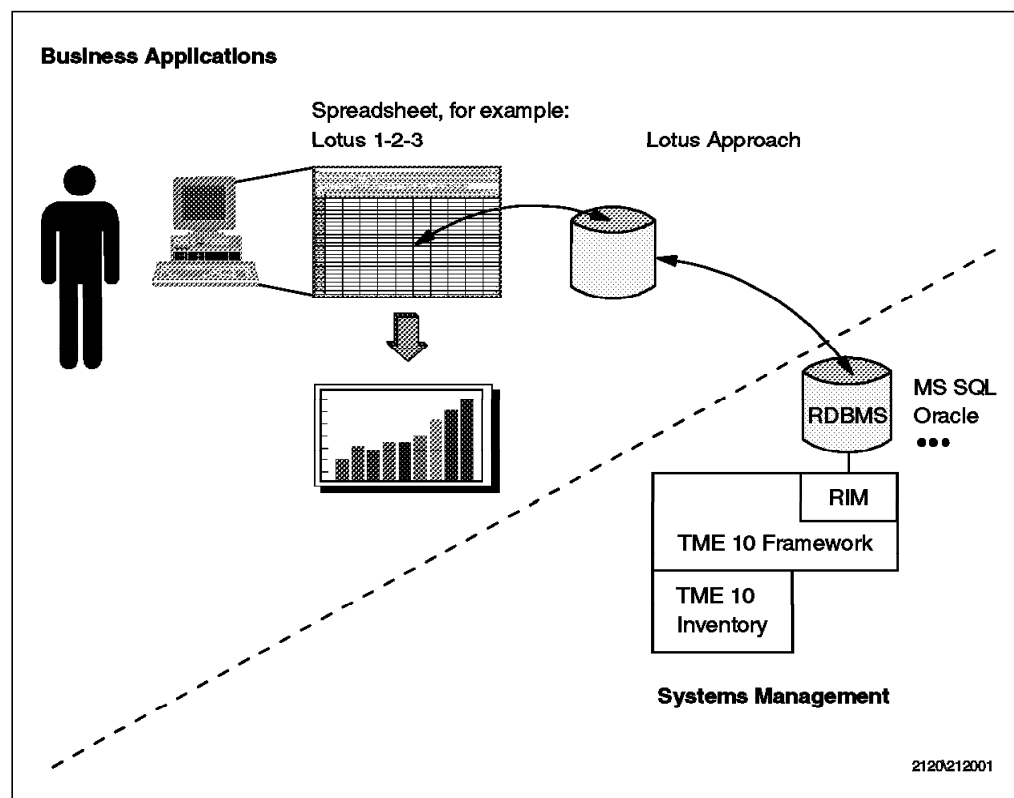 Business Applications
Spreadsheet, for example:
Lotus 1-2-3
Lotus Approach
RDBMS
MS SQL
Oracle
•••
RIM
TME 10 Framework
TME 10
Inventory
Systems Management
2120\212001